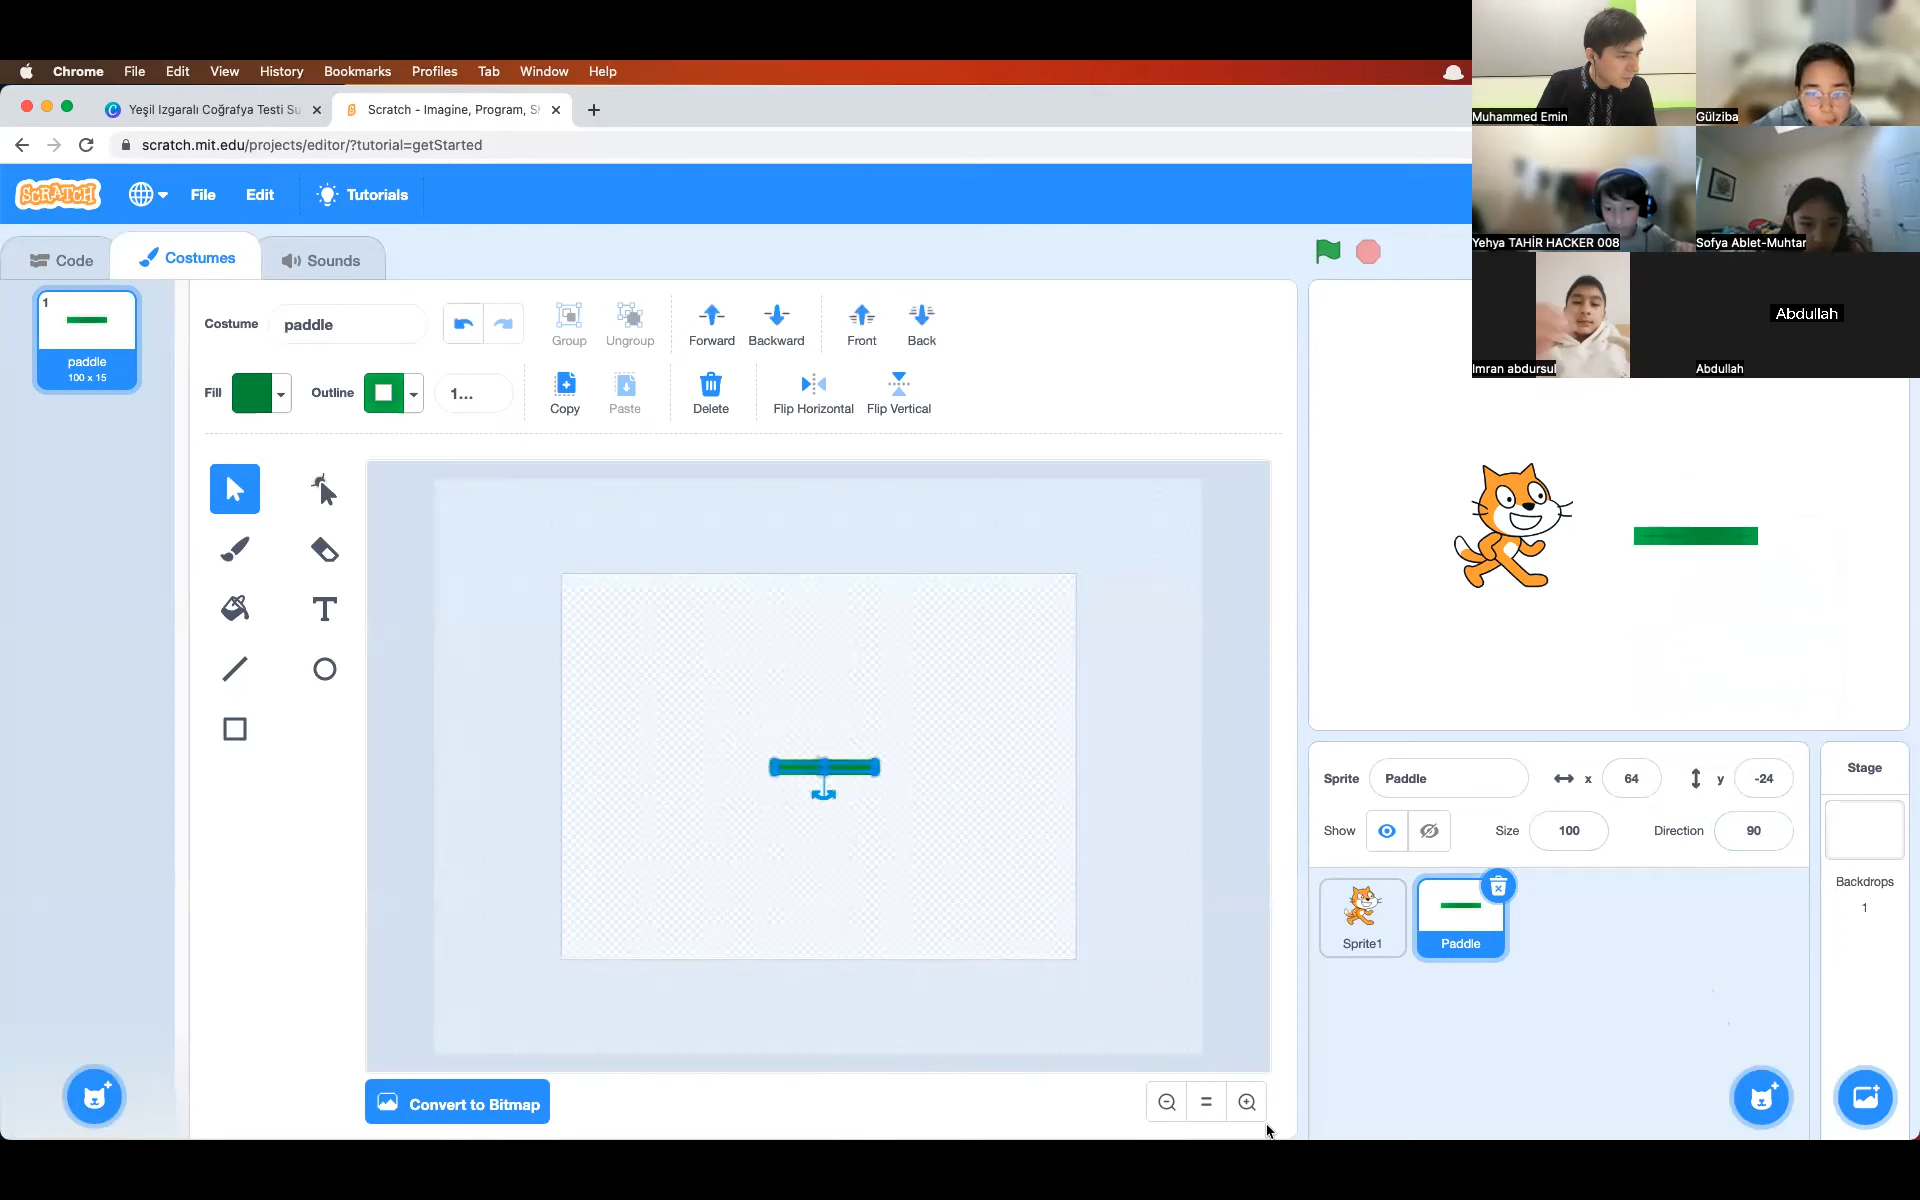 Chrome File Edit View History Bookmarks Profiles Tab Window Help
Yeşil Izgaralı Coğrafya Testi Su
Scratch - Imagine, Program, S
scratch.mit.edu/projects/editor/?tutorial=getStarted
SCRATCH File Edit Tutorials
Code Costumes Sounds
1
paddle
100 x 15
Costume paddle
Group Ungroup Forward Backward Front Back
Fill Outline 1...
Copy Paste Delete Flip Horizontal Flip Vertical
Convert to Bitmap
Muhammed Emin
Gülziba
Yehya TAHİR HACKER 008
Sofya Ablet-Muhtar
Imran abdursul
Abdullah
Abdullah
Sprite Paddle x 64 y -24
Show Size 100 Direction 90
Sprite1
Paddle
Stage
Backdrops
1